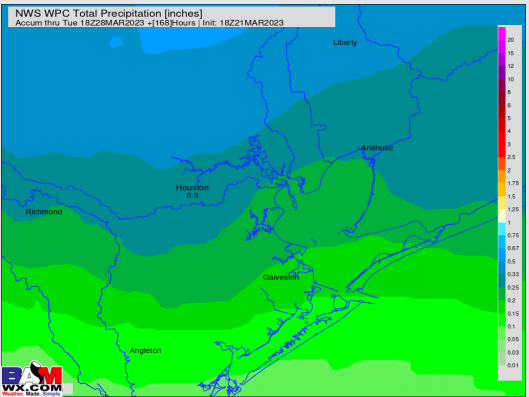 NWS WPC Total Precipitation [inches]
Accum thru Tue 18Z28MAR2023 +[168]Hours | Init: 18Z21MAR2023
Liberty
Anahuac
Houston
0.3
Richmond
Galveston
Angleton
20
15
12
10
8
6
5
4
3
2.5
2
1.75
1.5
1.25
1
0.75
0.67
0.5
0.33
0.25
0.2
0.15
0.1
0.05
0.03
0.01
BAM
WX.COM
Weather. Made. Simple.